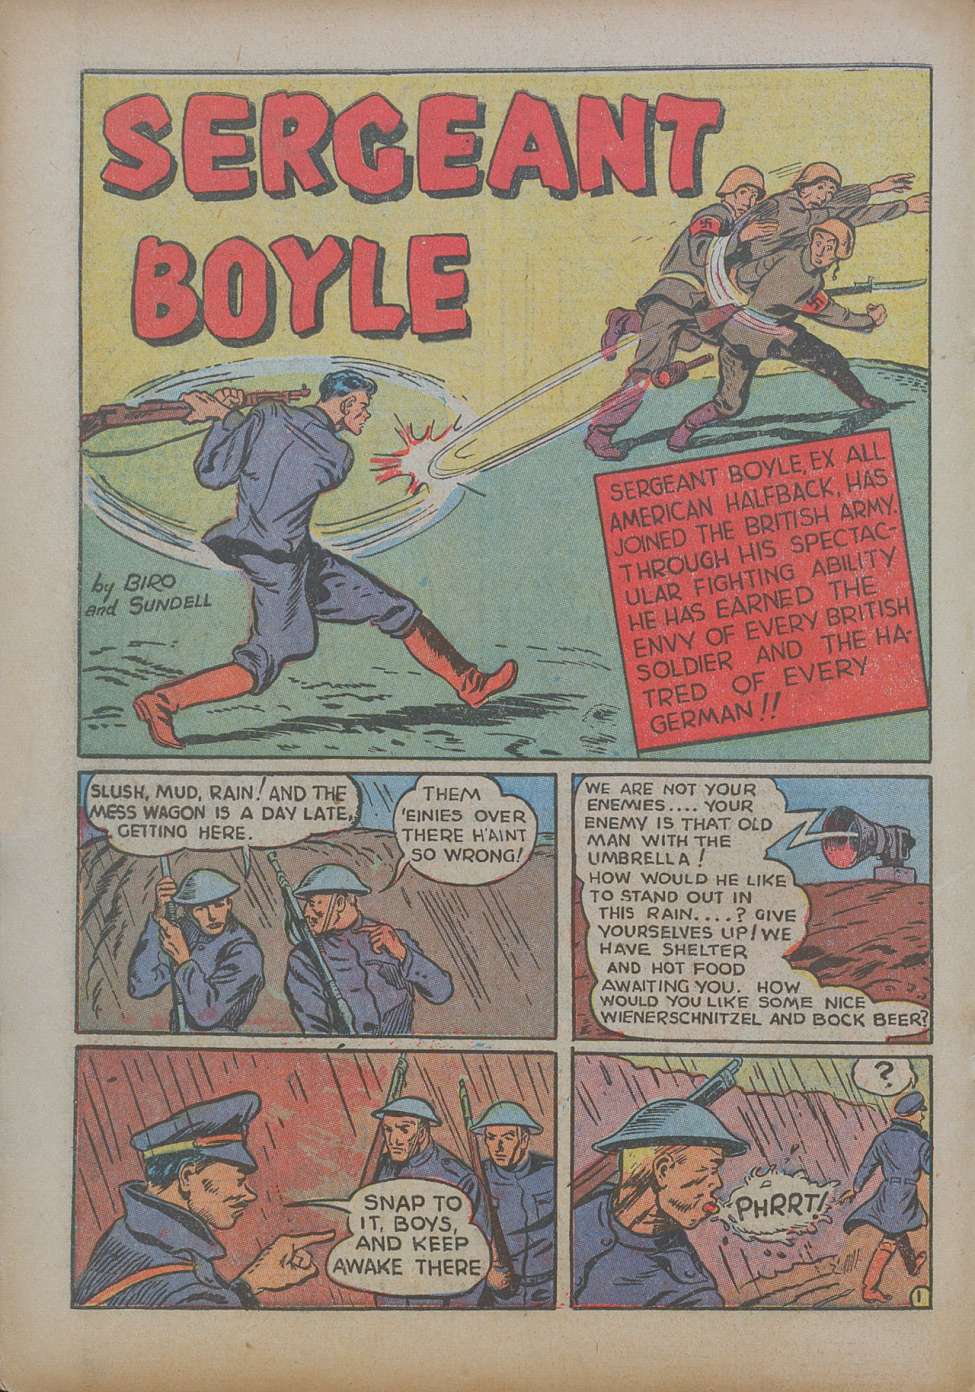 SERGEANT
BOYLE
by BIRO
and SUNDELL
SERGEANT BOYLE, EX ALL
AMERICAN HALFBACK, HAS
JOINED THE BRITISH ARMY.
THROUGH HIS SPECTAC-
ULAR FIGHTING ABILITY
HE HAS EARNED THE
ENVY OF EVERY BRITISH
SOLDIER AND THE HA-
TRED OF EVERY
GERMAN!!
SLUSH, MUD, RAIN! AND THE
MESS WAGON IS A DAY LATE,
GETTING HERE.
THEM
'EINIES OVER
THERE H'AINT
SO WRONG!
WE ARE NOT YOUR
ENEMIES.... YOUR
ENEMY IS THAT OLD
MAN WITH THE
UMBRELLA!
HOW WOULD HE LIKE
TO STAND OUT IN
THIS RAIN....? GIVE
YOURSELVES UP! WE
HAVE SHELTER
AND HOT FOOD
AWAITING YOU. HOW
WOULD YOU LIKE SOME NICE
WIENERSCHNITZEL AND BOCK BEER?
SNAP TO
IT, BOYS,
AND KEEP
AWAKE THERE
PHRRT!
?
1